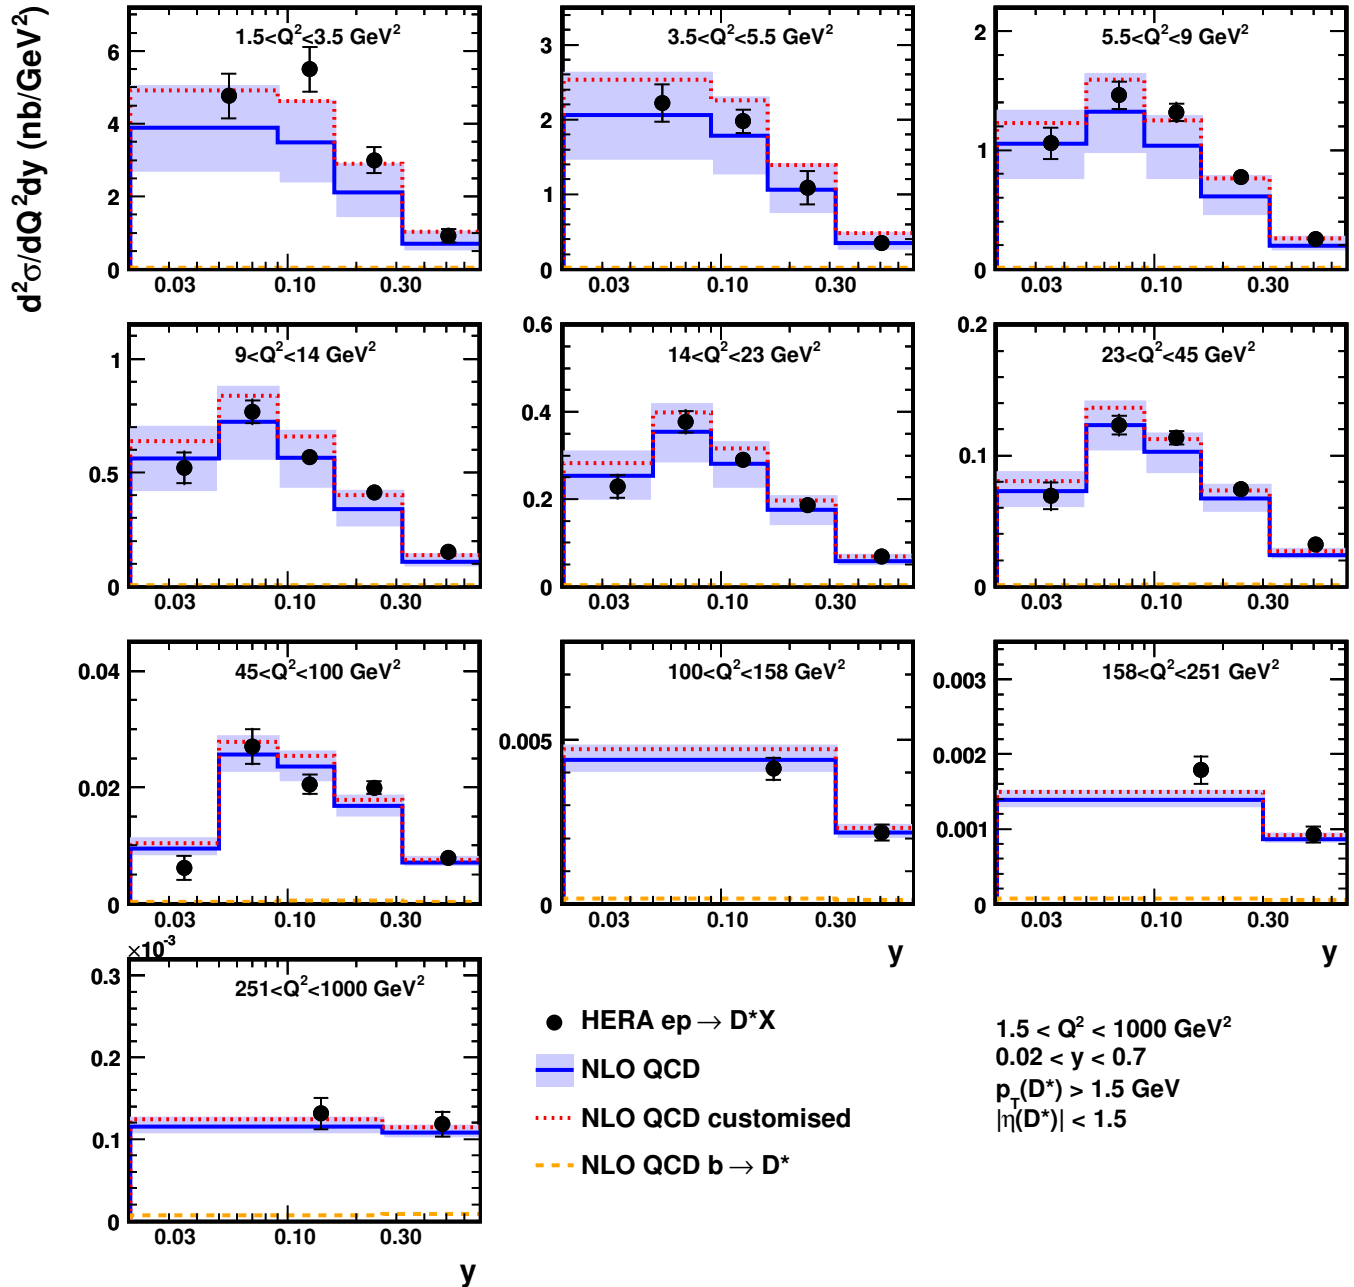 d²σ/dQ²dy (nb/GeV²)
1.5<Q²<3.5 GeV²
6
4
2
0
0.03 0.10 0.30
3.5<Q²<5.5 GeV²
3
2
1
0
0.03 0.10 0.30
5.5<Q²<9 GeV²
2
1
0
0.03 0.10 0.30
9<Q²<14 GeV²
1
0.5
0
0.03 0.10 0.30
14<Q²<23 GeV²
0.6
0.4
0.2
0
0.03 0.10 0.30
23<Q²<45 GeV²
0.2
0.1
0
0.03 0.10 0.30
45<Q²<100 GeV²
0.04
0.02
0
0.03 0.10 0.30
100<Q²<158 GeV²
0.005
0
0.03 0.10 0.30
y
158<Q²<251 GeV²
0.003
0.002
0.001
0
0.03 0.10 0.30
y
×10⁻³
251<Q²<1000 GeV²
0.3
0.2
0.1
0
0.03 0.10 0.30
y
HERA ep → D*X
NLO QCD
NLO QCD customised
NLO QCD b → D*
1.5 < Q² < 1000 GeV²
0.02 < y < 0.7
p_T(D*) > 1.5 GeV
|η(D*)| < 1.5